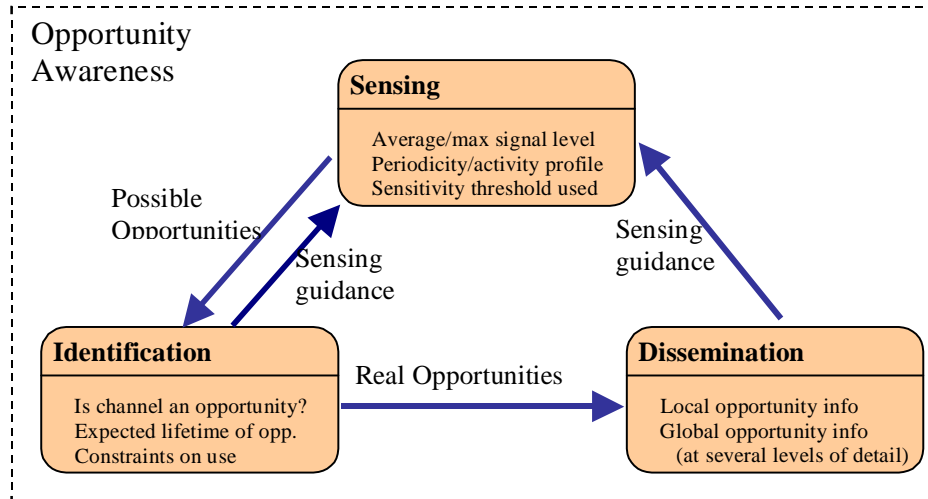 Opportunity
Awareness
Sensing
Average/max signal level
Periodicity/activity profile
Sensitivity threshold used
Possible
Opportunities
Sensing
guidance
Sensing
guidance
Identification
Is channel an opportunity?
Expected lifetime of opp.
Constraints on use
Real Opportunities
Dissemination
Local opportunity info
Global opportunity info
(at several levels of detail)